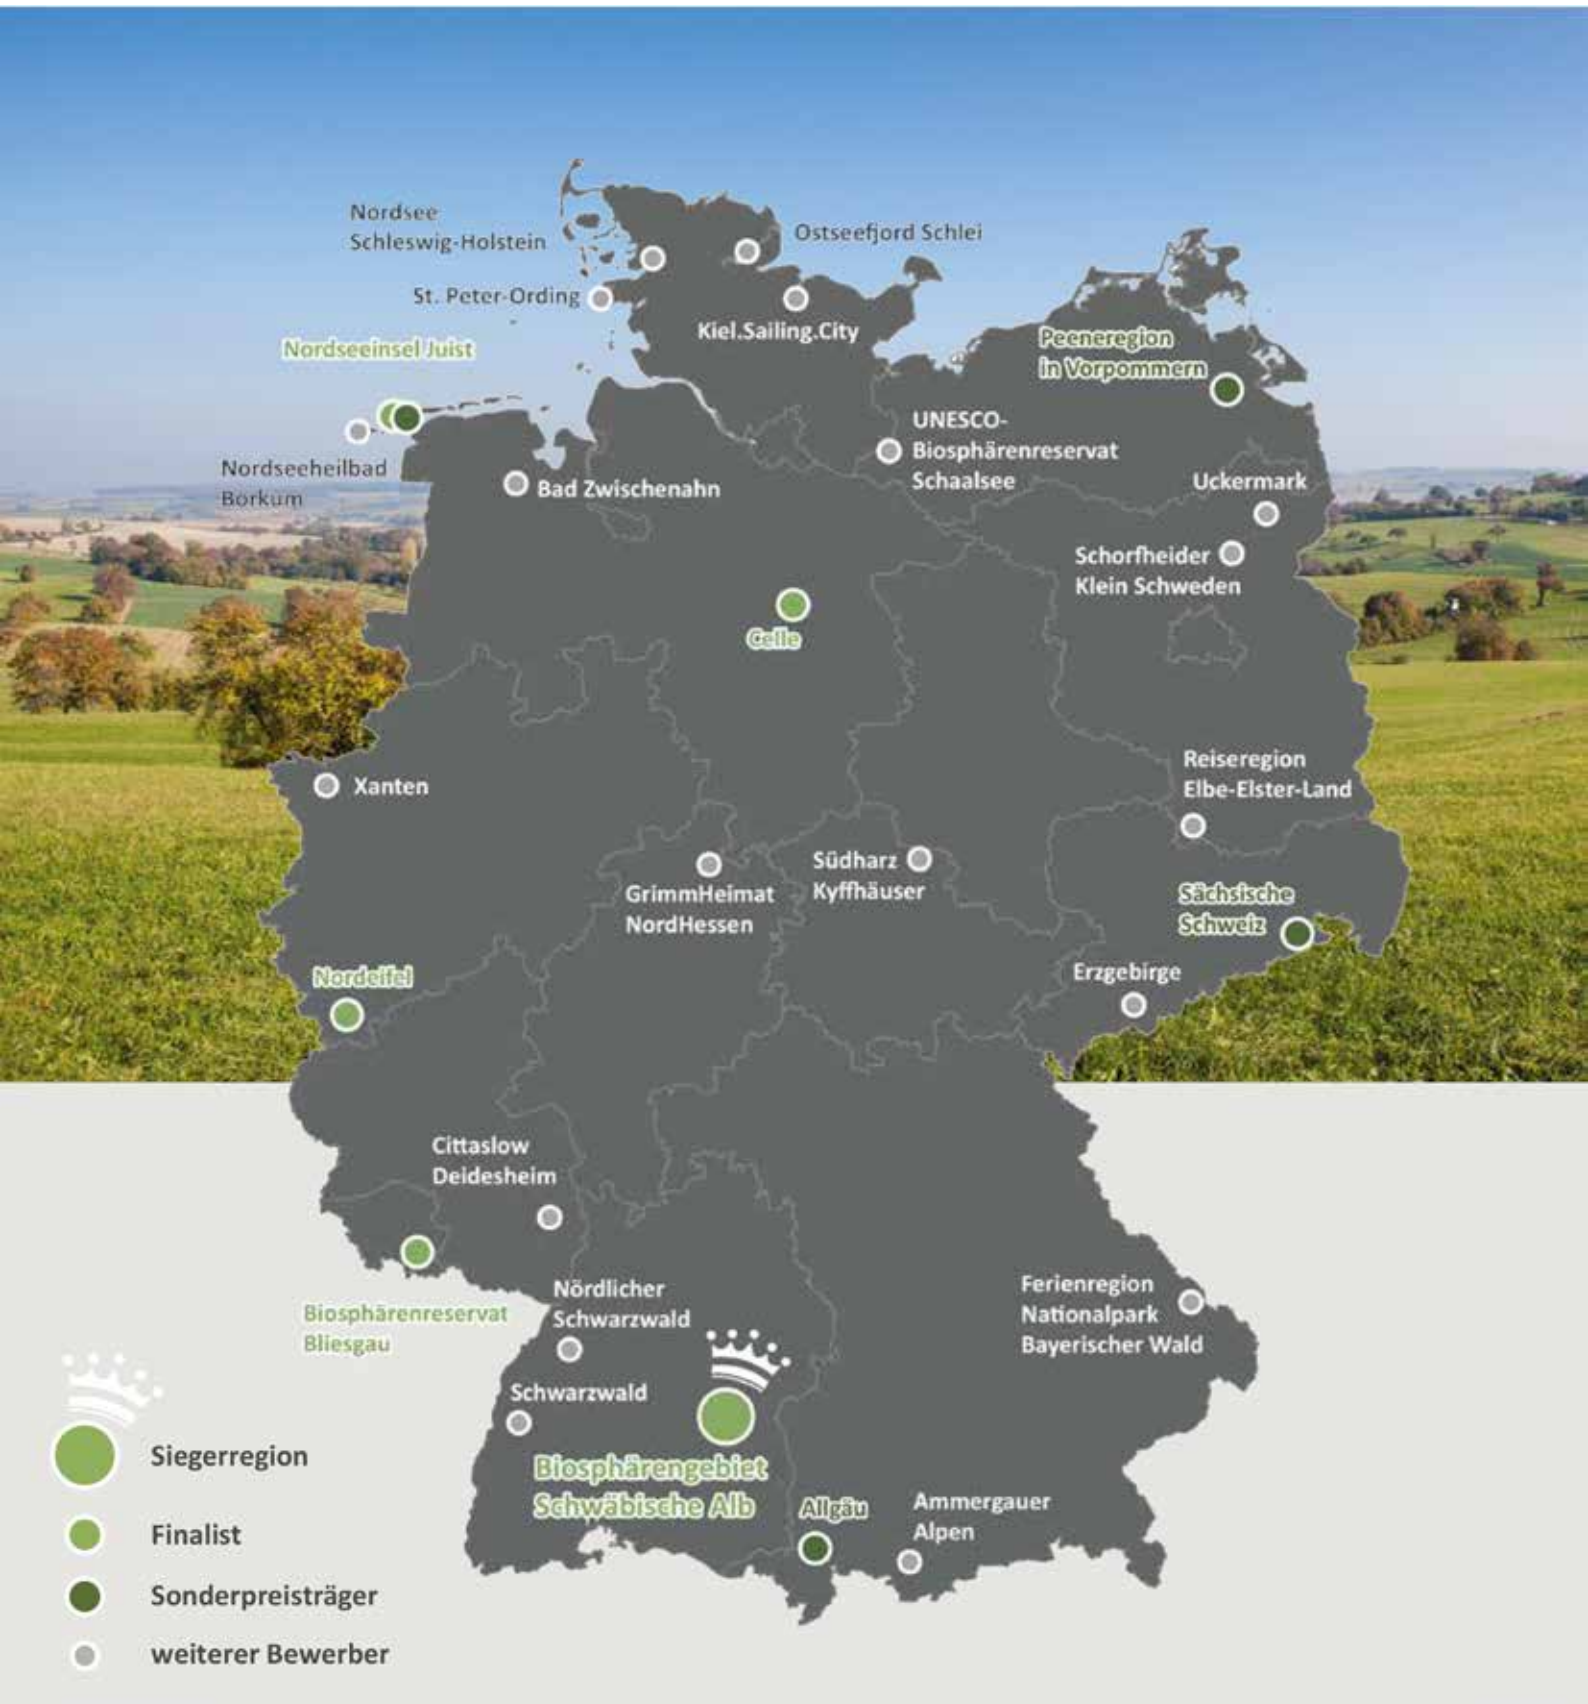 Nordsee
Schleswig-Holstein
Ostseefjord Schlei
St. Peter-Ording
Kiel.Sailing.City
Nordseeinsel Juist
Peeneregion
in Vorpommern
Nordseeheilbad
Borkum
UNESCO-
Biosphärenreservat
Schaalsee
Bad Zwischenahn
Uckermark
Schorfheider
Klein Schweden
Celle
Xanten
Reiseregion
Elbe-Elster-Land
GrimmHeimat
NordHessen
Südharz
Kyffhäuser
Sächsische
Schweiz
Nordeifel
Erzgebirge
Cittaslow
Deidesheim
Biosphärenreservat
Bliesgau
Nördlicher
Schwarzwald
Ferienregion
Nationalpark
Bayerischer Wald
Schwarzwald
Biosphärengebiet
Schwäbische Alb
Allgäu
Ammergauer
Alpen
Siegerregion
Finalist
Sonderpreisträger
weiterer Bewerber